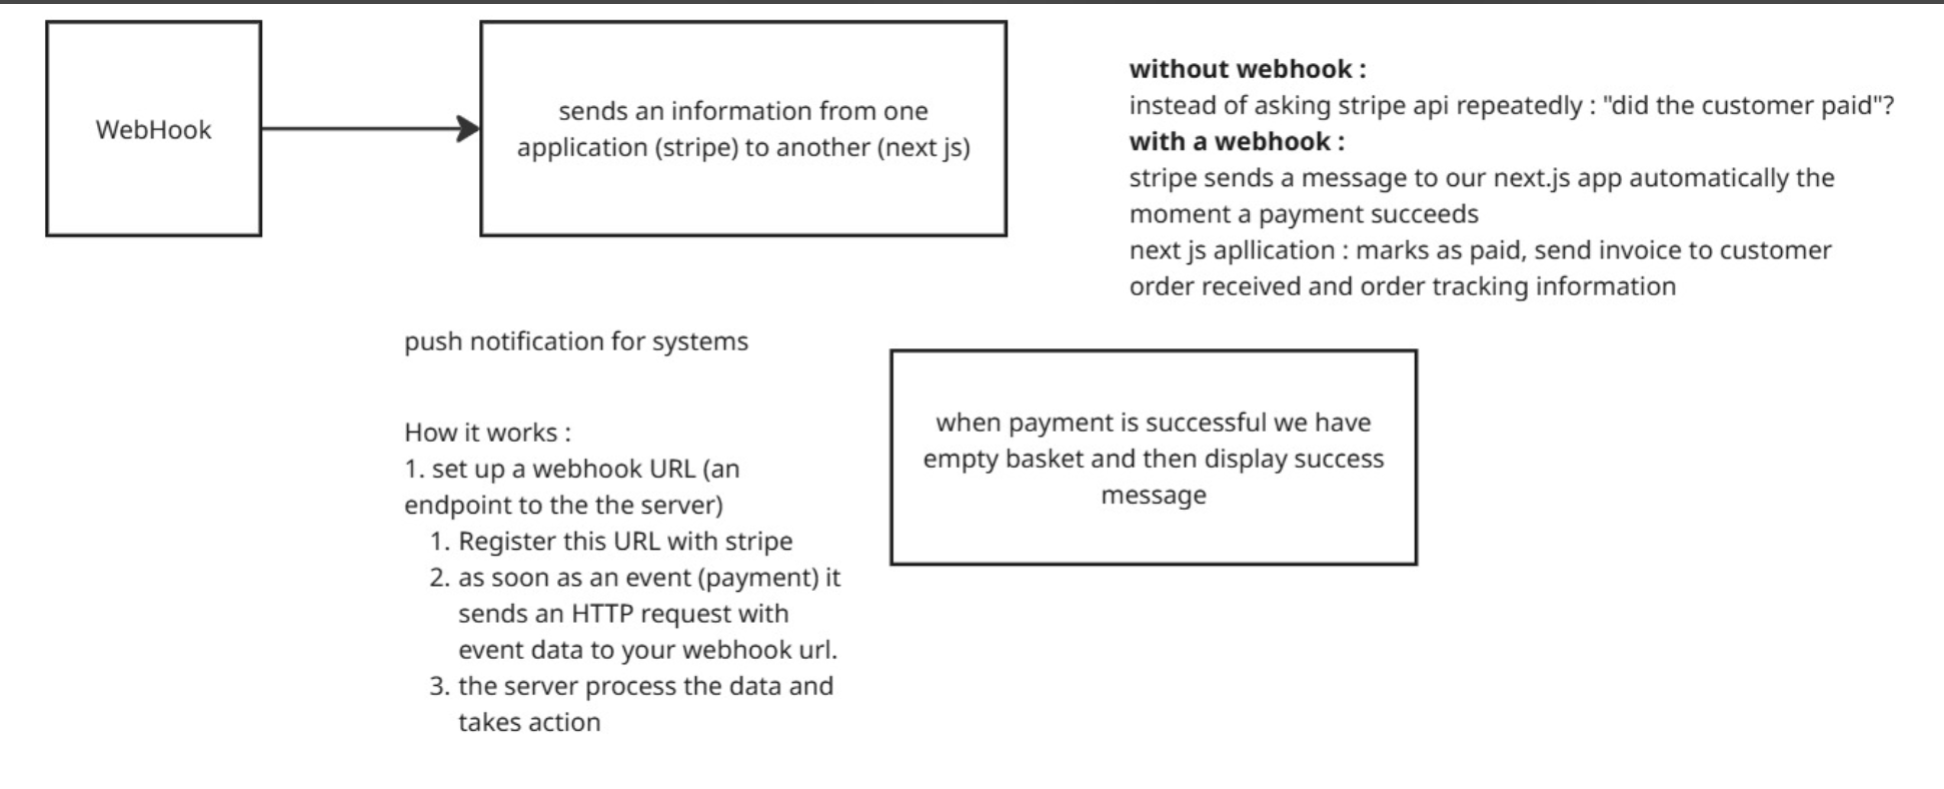 WebHook
sends an information from one
application (stripe) to another (next js)
without webhook :
instead of asking stripe api repeatedly : "did the customer paid"?
with a webhook :
stripe sends a message to our next.js app automatically the
moment a payment succeeds
next js apllication : marks as paid, send invoice to customer
order received and order tracking information
push notification for systems
How it works :
1. set up a webhook URL (an
endpoint to the the server)
1. Register this URL with stripe
2. as soon as an event (payment) it
sends an HTTP request with
event data to your webhook url.
3. the server process the data and
takes action
when payment is successful we have
empty basket and then display success
message